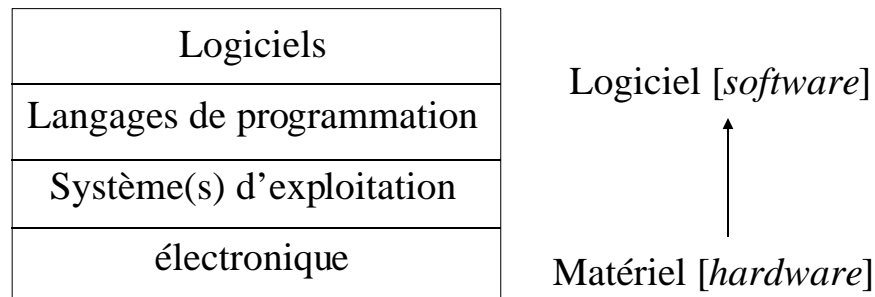 Logiciels
Langages de programmation
Système(s) d'exploitation
électronique
Logiciel [software]
Matériel [hardware]